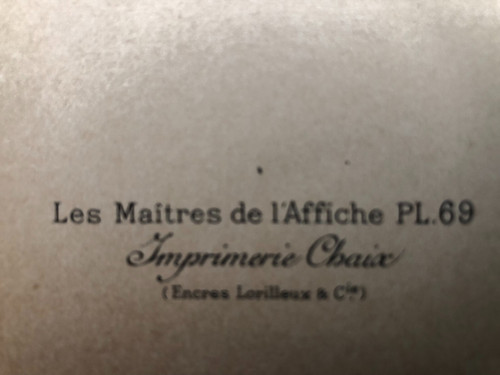 Les Maîtres de l'Affiche PL.69
Imprimerie Chaix
(Encres Lorilleux & Cie)